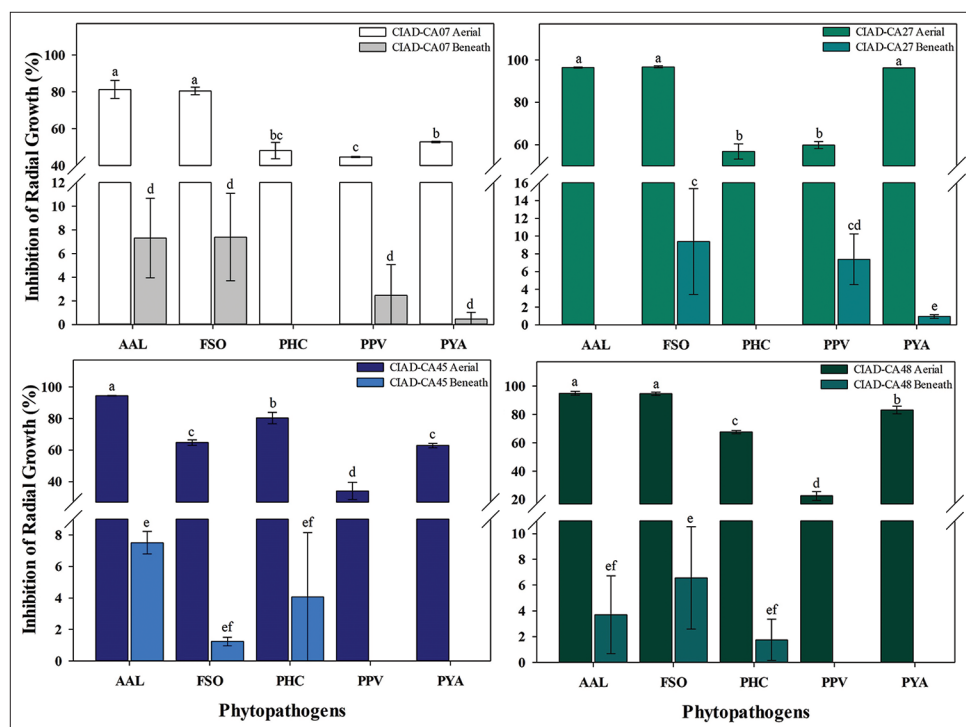 Inhibition of Radial Growth (%)
CIAD-CA07 Aerial
CIAD-CA07 Beneath
100
80
60
40
12
10
8
6
4
2
0
a
a
bc
c
b
d
d
d
d
AAL
FSO
PHC
PPV
PYA
CIAD-CA27 Aerial
CIAD-CA27 Beneath
100
80
60
16
14
12
10
8
6
4
2
0
a
a
b
b
a
c
cd
e
AAL
FSO
PHC
PPV
PYA
Inhibition of Radial Growth (%)
CIAD-CA45 Aerial
CIAD-CA45 Beneath
100
80
60
40
8
6
4
2
0
a
c
b
d
c
e
ef
ef
AAL
FSO
PHC
PPV
PYA
Phytopathogens
CIAD-CA48 Aerial
CIAD-CA48 Beneath
100
80
60
40
20
10
8
6
4
2
0
a
a
c
d
b
ef
e
ef
AAL
FSO
PHC
PPV
PYA
Phytopathogens